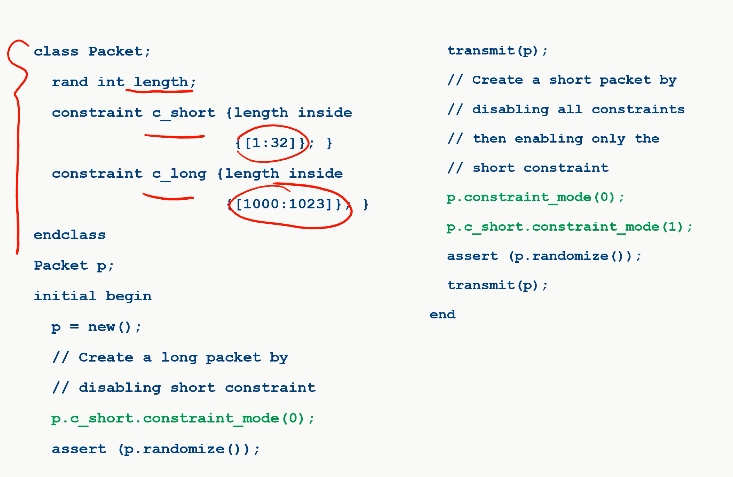 class Packet;
rand int length;
constraint c_short {length inside
{[1:32]}; }
constraint c_long {length inside
{[1000:1023]}; }
endclass
Packet p;
initial begin
p = new();
// Create a long packet by
// disabling short constraint
p.c_short.constraint_mode(0);
assert (p.randomize());
transmit(p);
// Create a short packet by
// disabling all constraints
// then enabling only the
// short constraint
p.constraint_mode(0);
p.c_short.constraint_mode(1);
assert (p.randomize());
transmit(p);
end